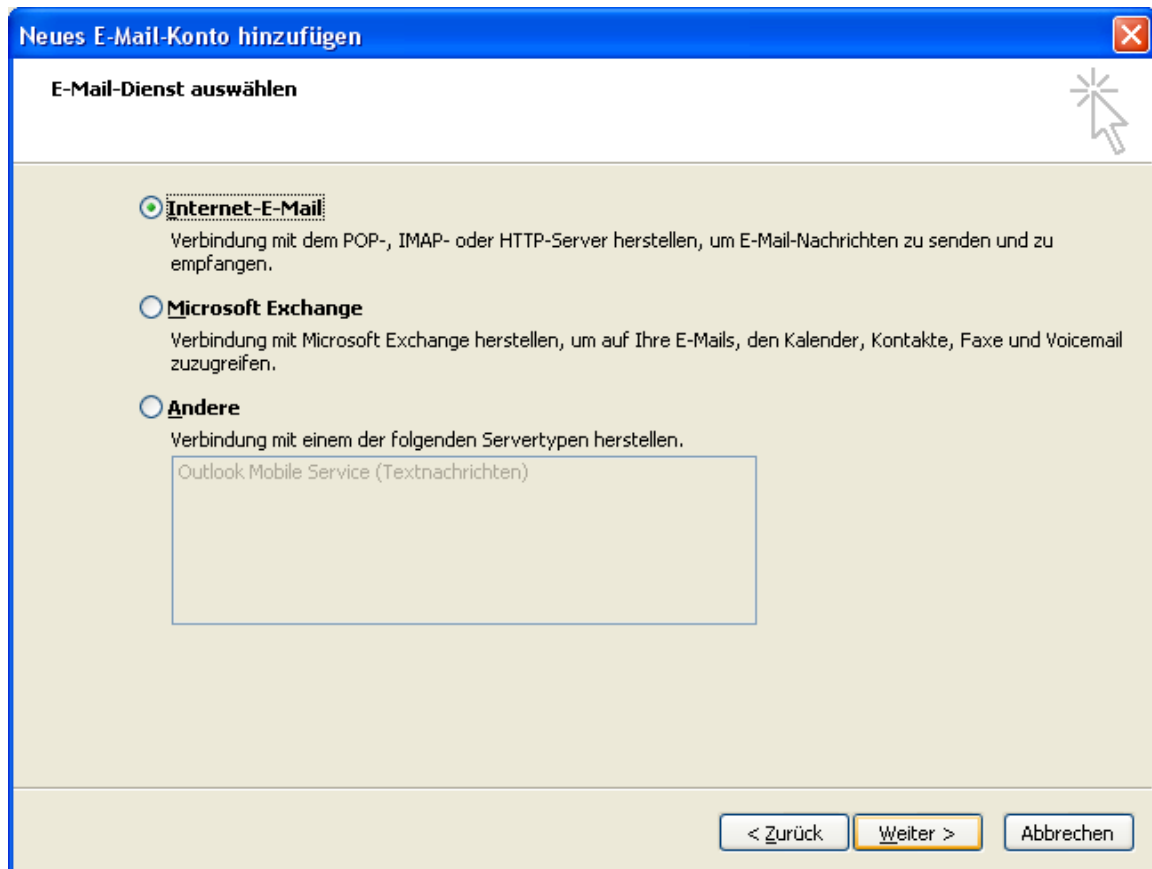 Neues E-Mail-Konto hinzufügen
E-Mail-Dienst auswählen
Internet-E-Mail
Verbindung mit dem POP-, IMAP- oder HTTP-Server herstellen, um E-Mail-Nachrichten zu senden und zu
empfangen.
Microsoft Exchange
Verbindung mit Microsoft Exchange herstellen, um auf Ihre E-Mails, den Kalender, Kontakte, Faxe und Voicemail
zuzugreifen.
Andere
Verbindung mit einem der folgenden Servertypen herstellen.
Outlook Mobile Service (Textnachrichten)
< Zurück Weiter > Abbrechen